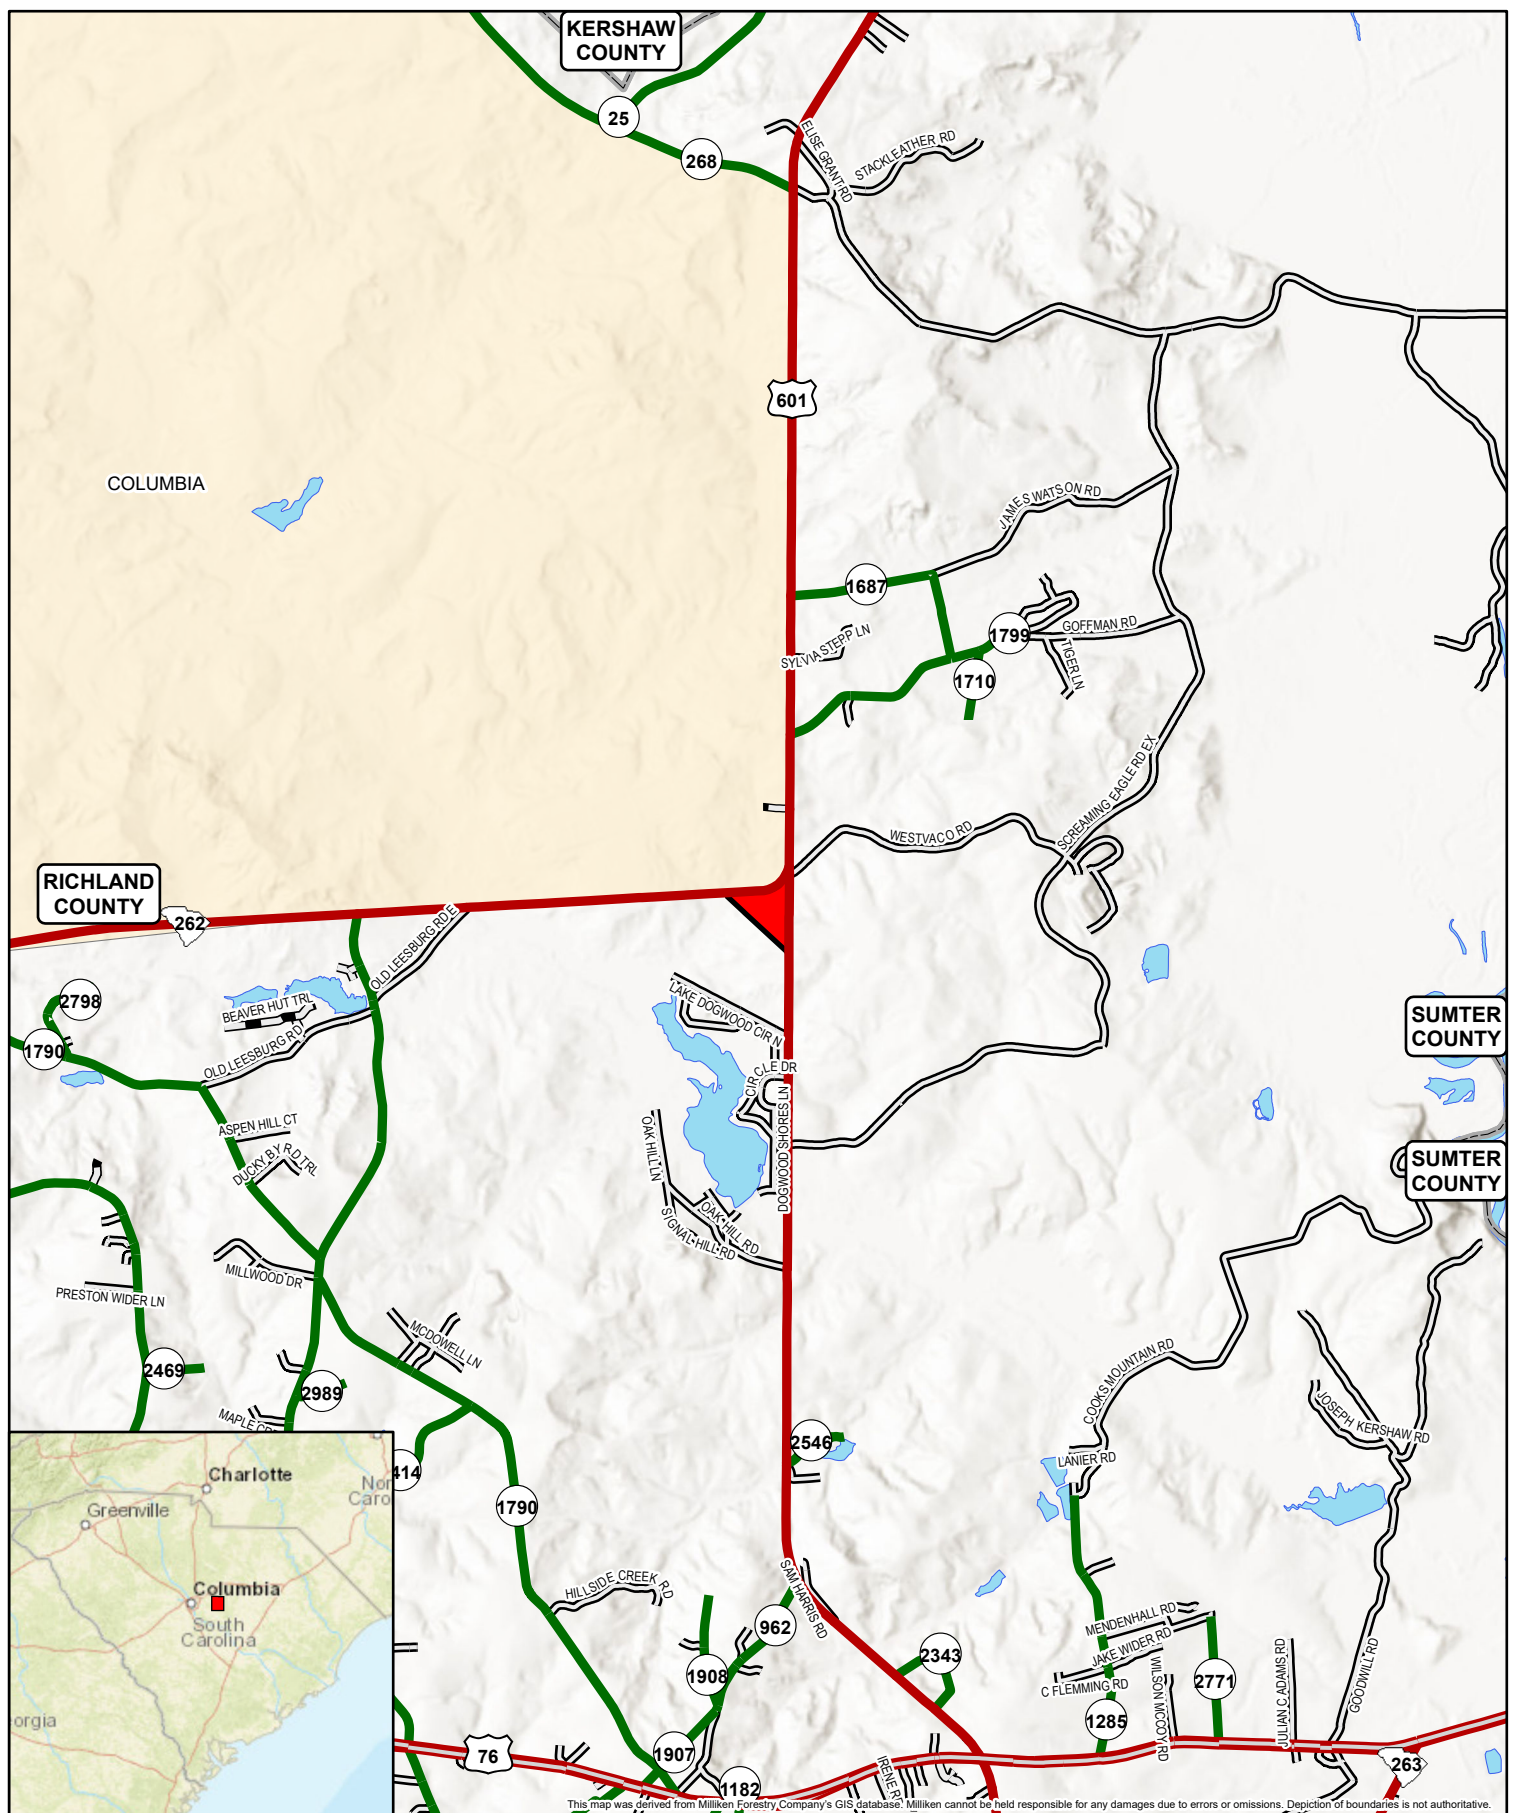 KERSHAW
COUNTY
25
268
ELISE GRANT RD
STACKLEATHER RD
601
COLUMBIA
JAMES WATSON RD
1687
1799
GOFFMAN RD
SYLVIA STEPP LN
TIGER LN
1710
SCREAMING EAGLE RD EX
WESTVACO RD
RICHLAND
COUNTY
262
OLD LEESBURG RD E
2798
BEAVER HUT TRL
LAKE DOGWOOD CIR N
SUMTER
COUNTY
1790
OLD LEESBURG RD
CIRCLE DR
DOGWOOD SHORES LN
ASPEN HILL CT
OAK HILL LN
DUCKY BYRD TRL
SUMTER
COUNTY
OAK HILL RD
SIGNAL HILL RD
MILLWOOD DR
PRESTON WIDER LN
MCDOWELL LN
COOKS MOUNTAIN RD
2469
2989
JOSEPH KERSHAW RD
2546
LANIER RD
414
1790
Charlotte
Greenville
Columbia
South
Carolina
HILLSIDE CREEK RD
SAM HARRIS RD
962
MENDENHALL RD
JAKE WIDER RD
2343
1908
C FLEMMING RD
WILSON MCCOY RD
2771
JULIAN C ADAMS RD
GOODWILL RD
1285
76
1907
263
1182
This map was derived from Milliken Forestry Company's GIS database. Milliken cannot be held responsible for any damages due to errors or omissions. Depiction of boundaries is not authoritative.